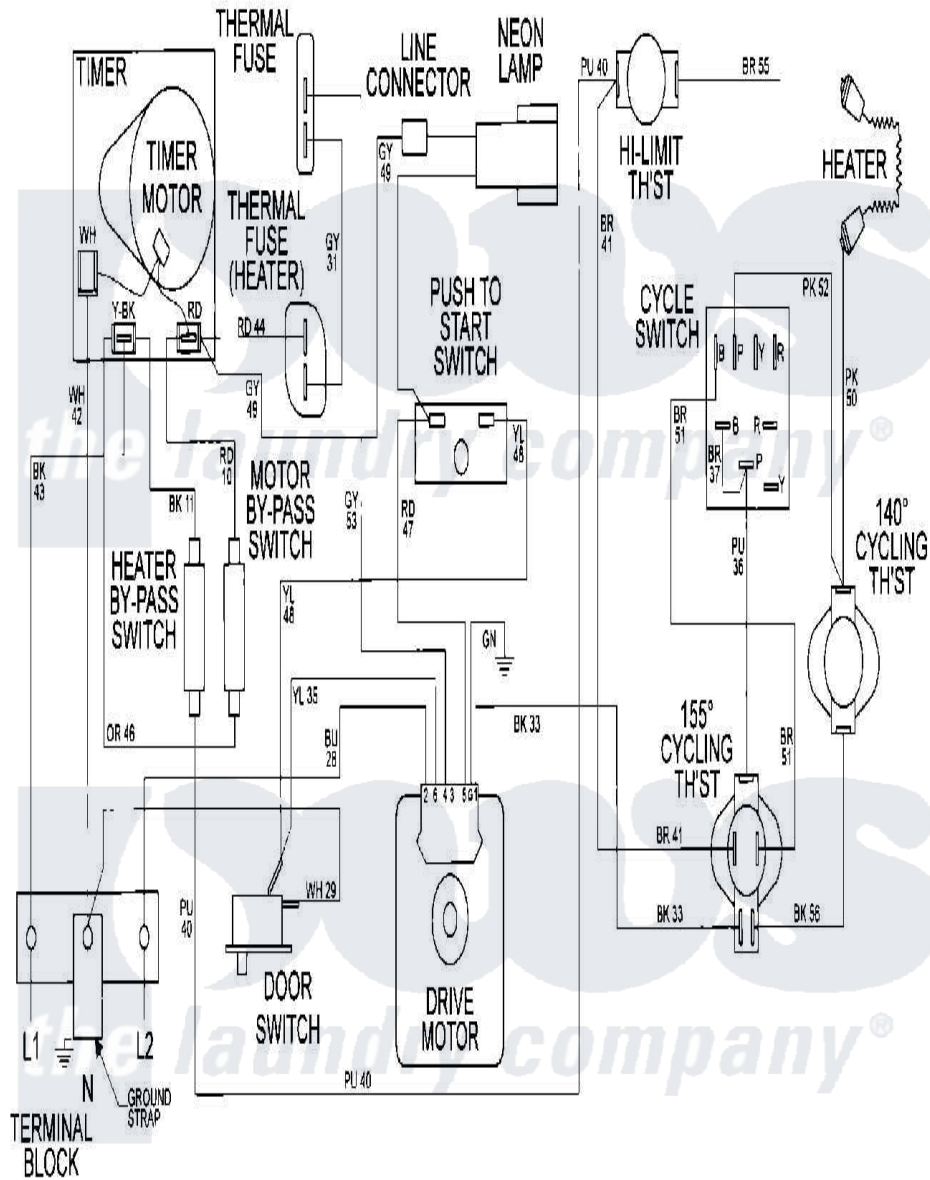 THERMAL
FUSE
LINE
CONNECTOR
NEON
LAMP
TIMER
PU 40
BR 55
TIMER
MOTOR
HI-LIMIT
TH'ST
HEATER
GY
49
THERMAL
FUSE
(HEATER)
GY
31
BR
41
WH
PK 52
CYCLE
SWITCH
PUSH TO
START
SWITCH
Y-BK
RD
RD 44
B
P
Y
R
WH
42
GY
49
PK
50
BR
51
B
R
the laundry company®
BK
43
RD
10
MOTOR
BY-PASS
SWITCH
YL
48
BR
37
P
Y
BK 11
GY
53
RD
47
140°
CYCLING
TH'ST
HEATER
BY-PASS
SWITCH
PU
36
YL
48
GN
YL 35
OR 46
BU
28
BK 33
155°
CYCLING
TH'ST
BR
51
2 6 4 3 5 G 1
BR 41
WH 29
PU
40
BK 33
BK 56
DOOR
SWITCH
DRIVE
MOTOR
L1
L2
the laundry company®
PU 40
N
GROUND
STRAP
TERMINAL
BLOCK